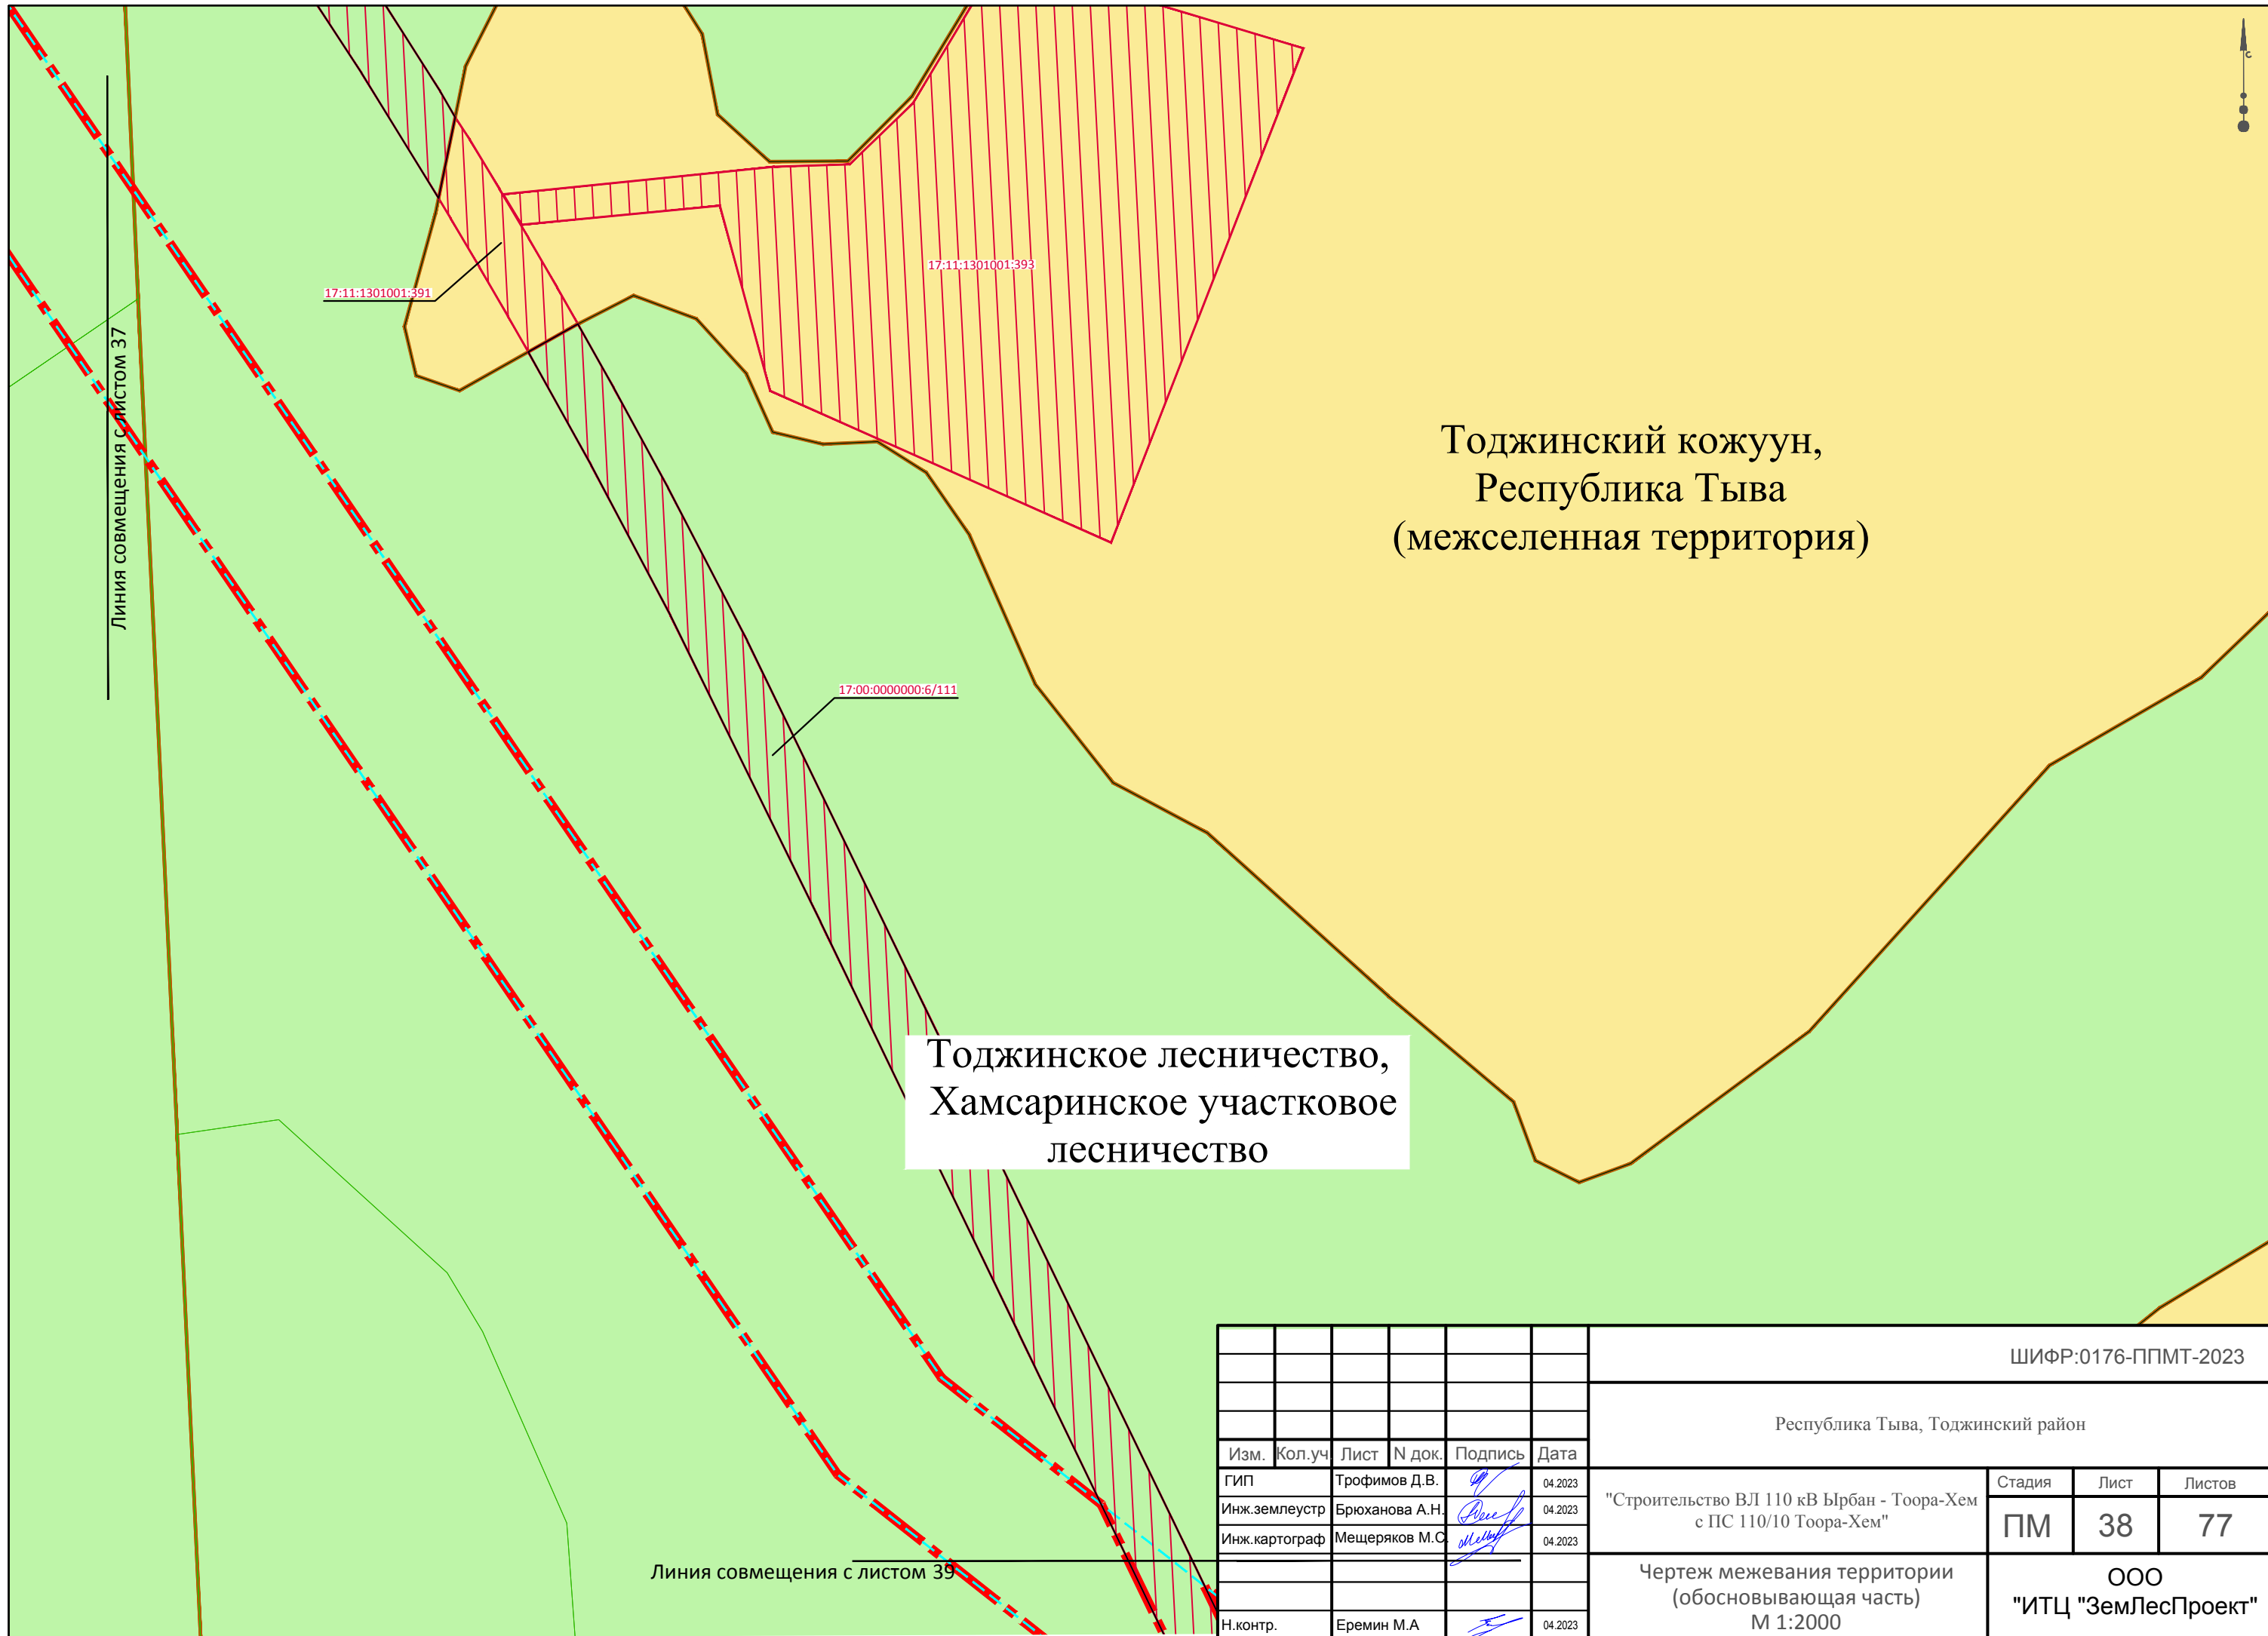 с
17:11:1301001:393
17:11:1301001:391
Линия совмещения с листом 37
Тоджинский кожуун,
Республика Тыва
(межселенная территория)
17:00:0000000:6/111
Тоджинское лесничество,
Хамсаринское участковое
лесничество
Линия совмещения с листом 39
ШИФР:0176-ППМТ-2023
Республика Тыва, Тоджинский район
Изм. Кол.уч Лист N док. Подпись Дата
ГИП Трофимов Д.В. 04.2023
Инж.землеустр Брюханова А.Н. 04.2023
Инж.картограф Мещеряков М.С. 04.2023
Н.контр. Еремин М.А 04.2023
"Строительство ВЛ 110 кВ Ырбан - Тоора-Хем
с ПС 110/10 Тоора-Хем"
Стадия Лист Листов
ПМ 38 77
Чертеж межевания территории
(обосновывающая часть)
М 1:2000
ООО
"ИТЦ "ЗемЛесПроект"